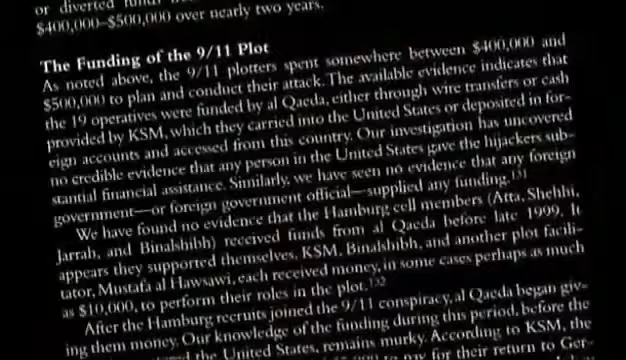 or diverted
$400,000–$500,000 over nearly two years.
The Funding of the 9/11 Plot
As noted above, the 9/11 plotters spent somewhere between $400,000 and
$500,000 to plan and conduct their attack. The available evidence indicates that
the 19 operatives were funded by al Qaeda, either through wire transfers or cash
provided by KSM, which they carried into the United States or deposited in for-
eign accounts and accessed from this country. Our investigation has uncovered
no credible evidence that any person in the United States gave the hijackers sub-
stantial financial assistance. Similarly, we have seen no evidence that any foreign
government—or foreign government official—supplied any funding.131
We have found no evidence that the Hamburg cell members (Atta, Shehhi,
Jarrah, and Binalshibh) received funds from al Qaeda before late 1999. It
appears they supported themselves. KSM, Binalshibh, and another plot facili-
tator, Mustafa al Hawsawi, each received money, in some cases perhaps as much
as $10,000, to perform their roles in the plot.132
After the Hamburg recruits joined the 9/11 conspiracy, al Qaeda began giv-
ing them money. Our knowledge of the funding during this period, before the
the United States, remains murky. According to KSM, the
to pay for their return to Ger-